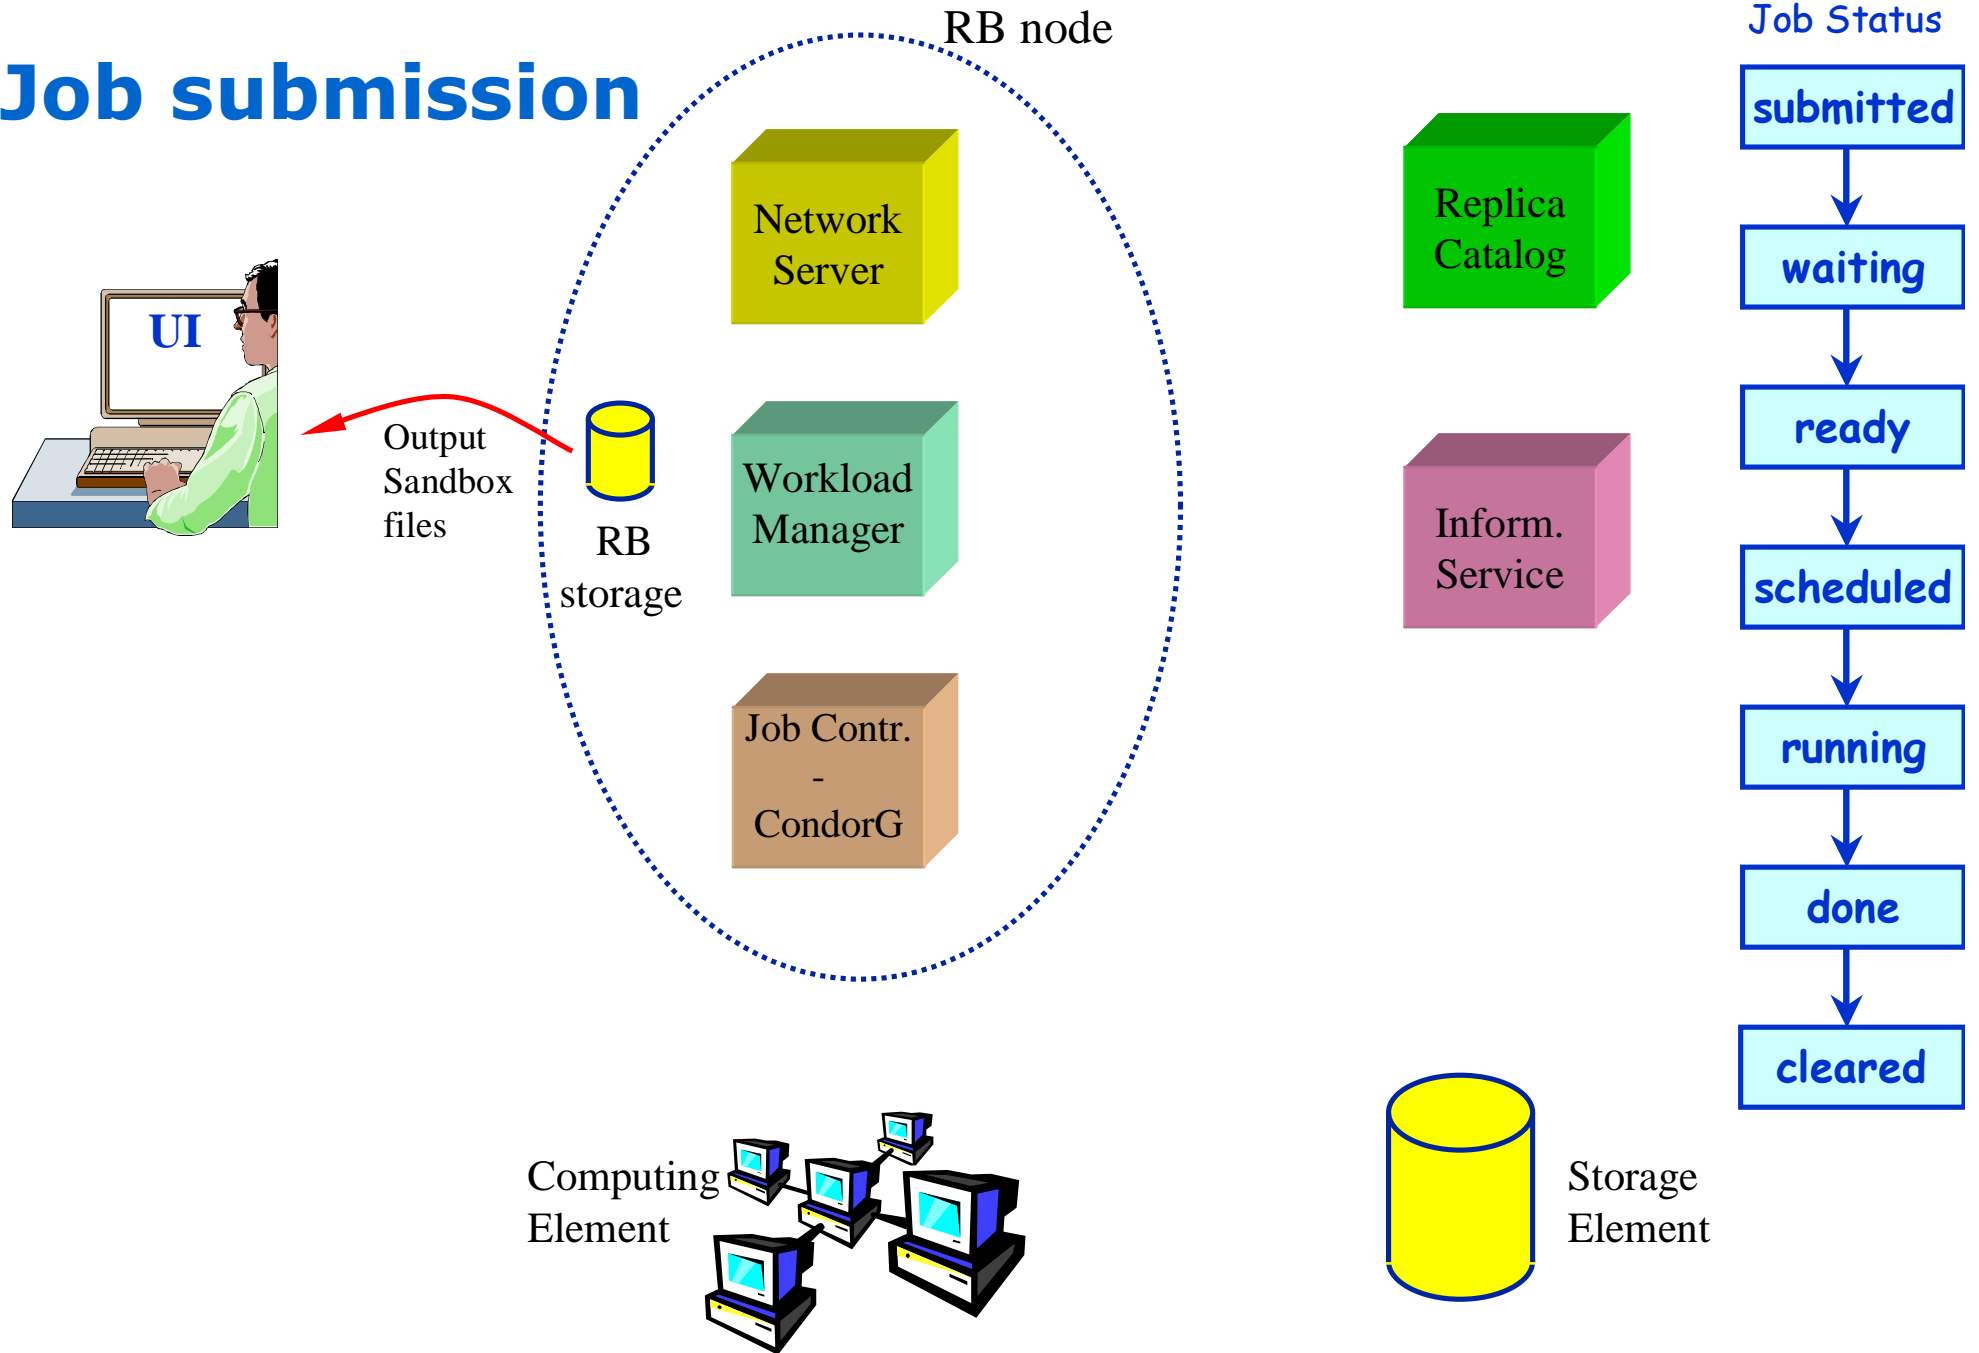 RB node
Job Status
Job submission
submitted
Network
Server
Replica
Catalog
waiting
UI
ready
Output
Sandbox
files
RB
storage
Workload
Manager
Inform.
Service
scheduled
Job Contr.
-
CondorG
running
done
cleared
Computing
Element
Storage
Element